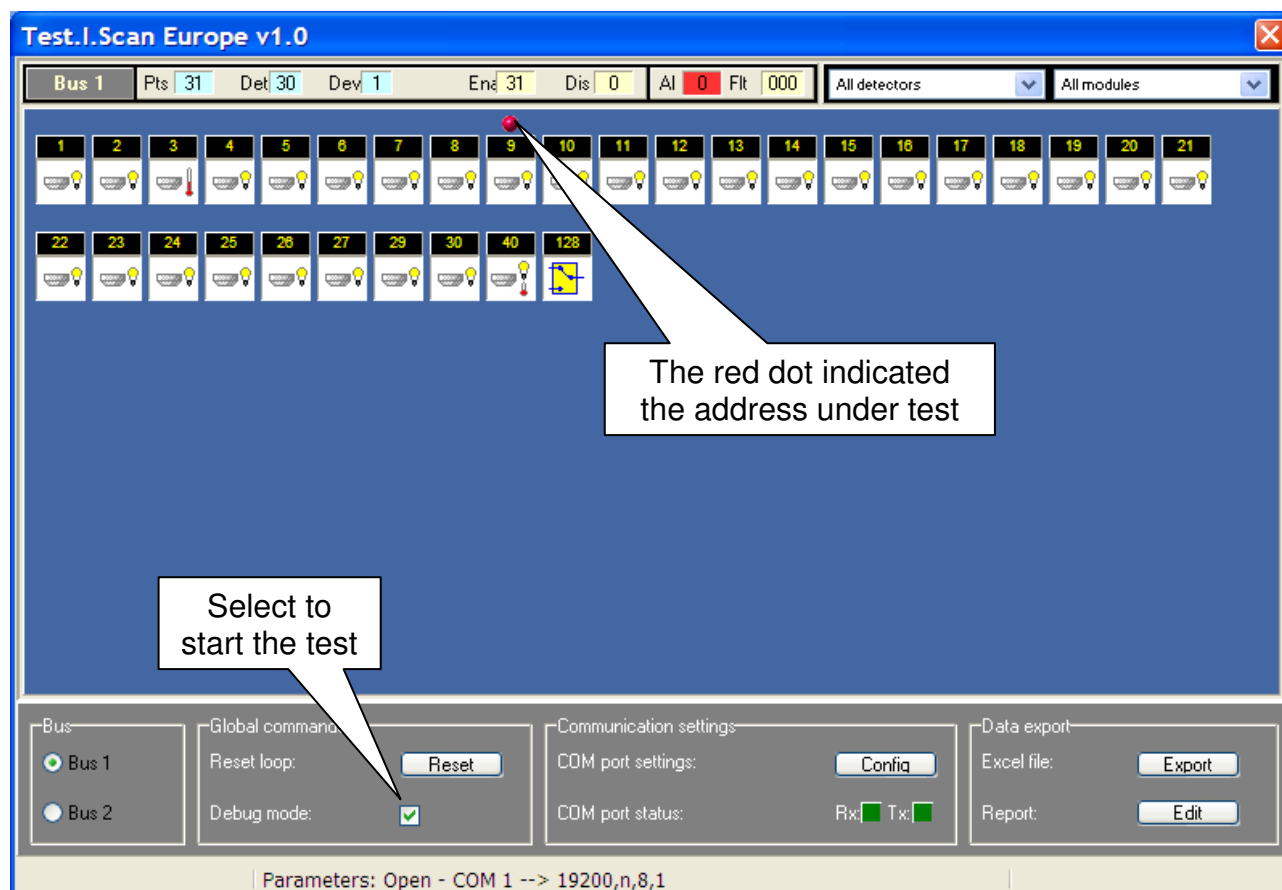 Test.I.Scan Europe v1.0
Bus 1 Pts 31 Det 30 Dev 1 Ena 31 Dis 0 Al 0 Flt 000 All detectors All modules
1 2 3 4 5 6 7 8 9 10 11 12 13 14 15 16 17 18 19 20 21
22 23 24 25 26 27 29 30 40 128
The red dot indicated
the address under test
Select to
start the test
Bus Global command Communication settings Data export
Bus 1 Reset loop: Reset COM port settings: Config Excel file: Export
Bus 2 Debug mode: COM port status: Rx: Tx: Report: Edit
Parameters: Open - COM 1 --> 19200,n,8,1